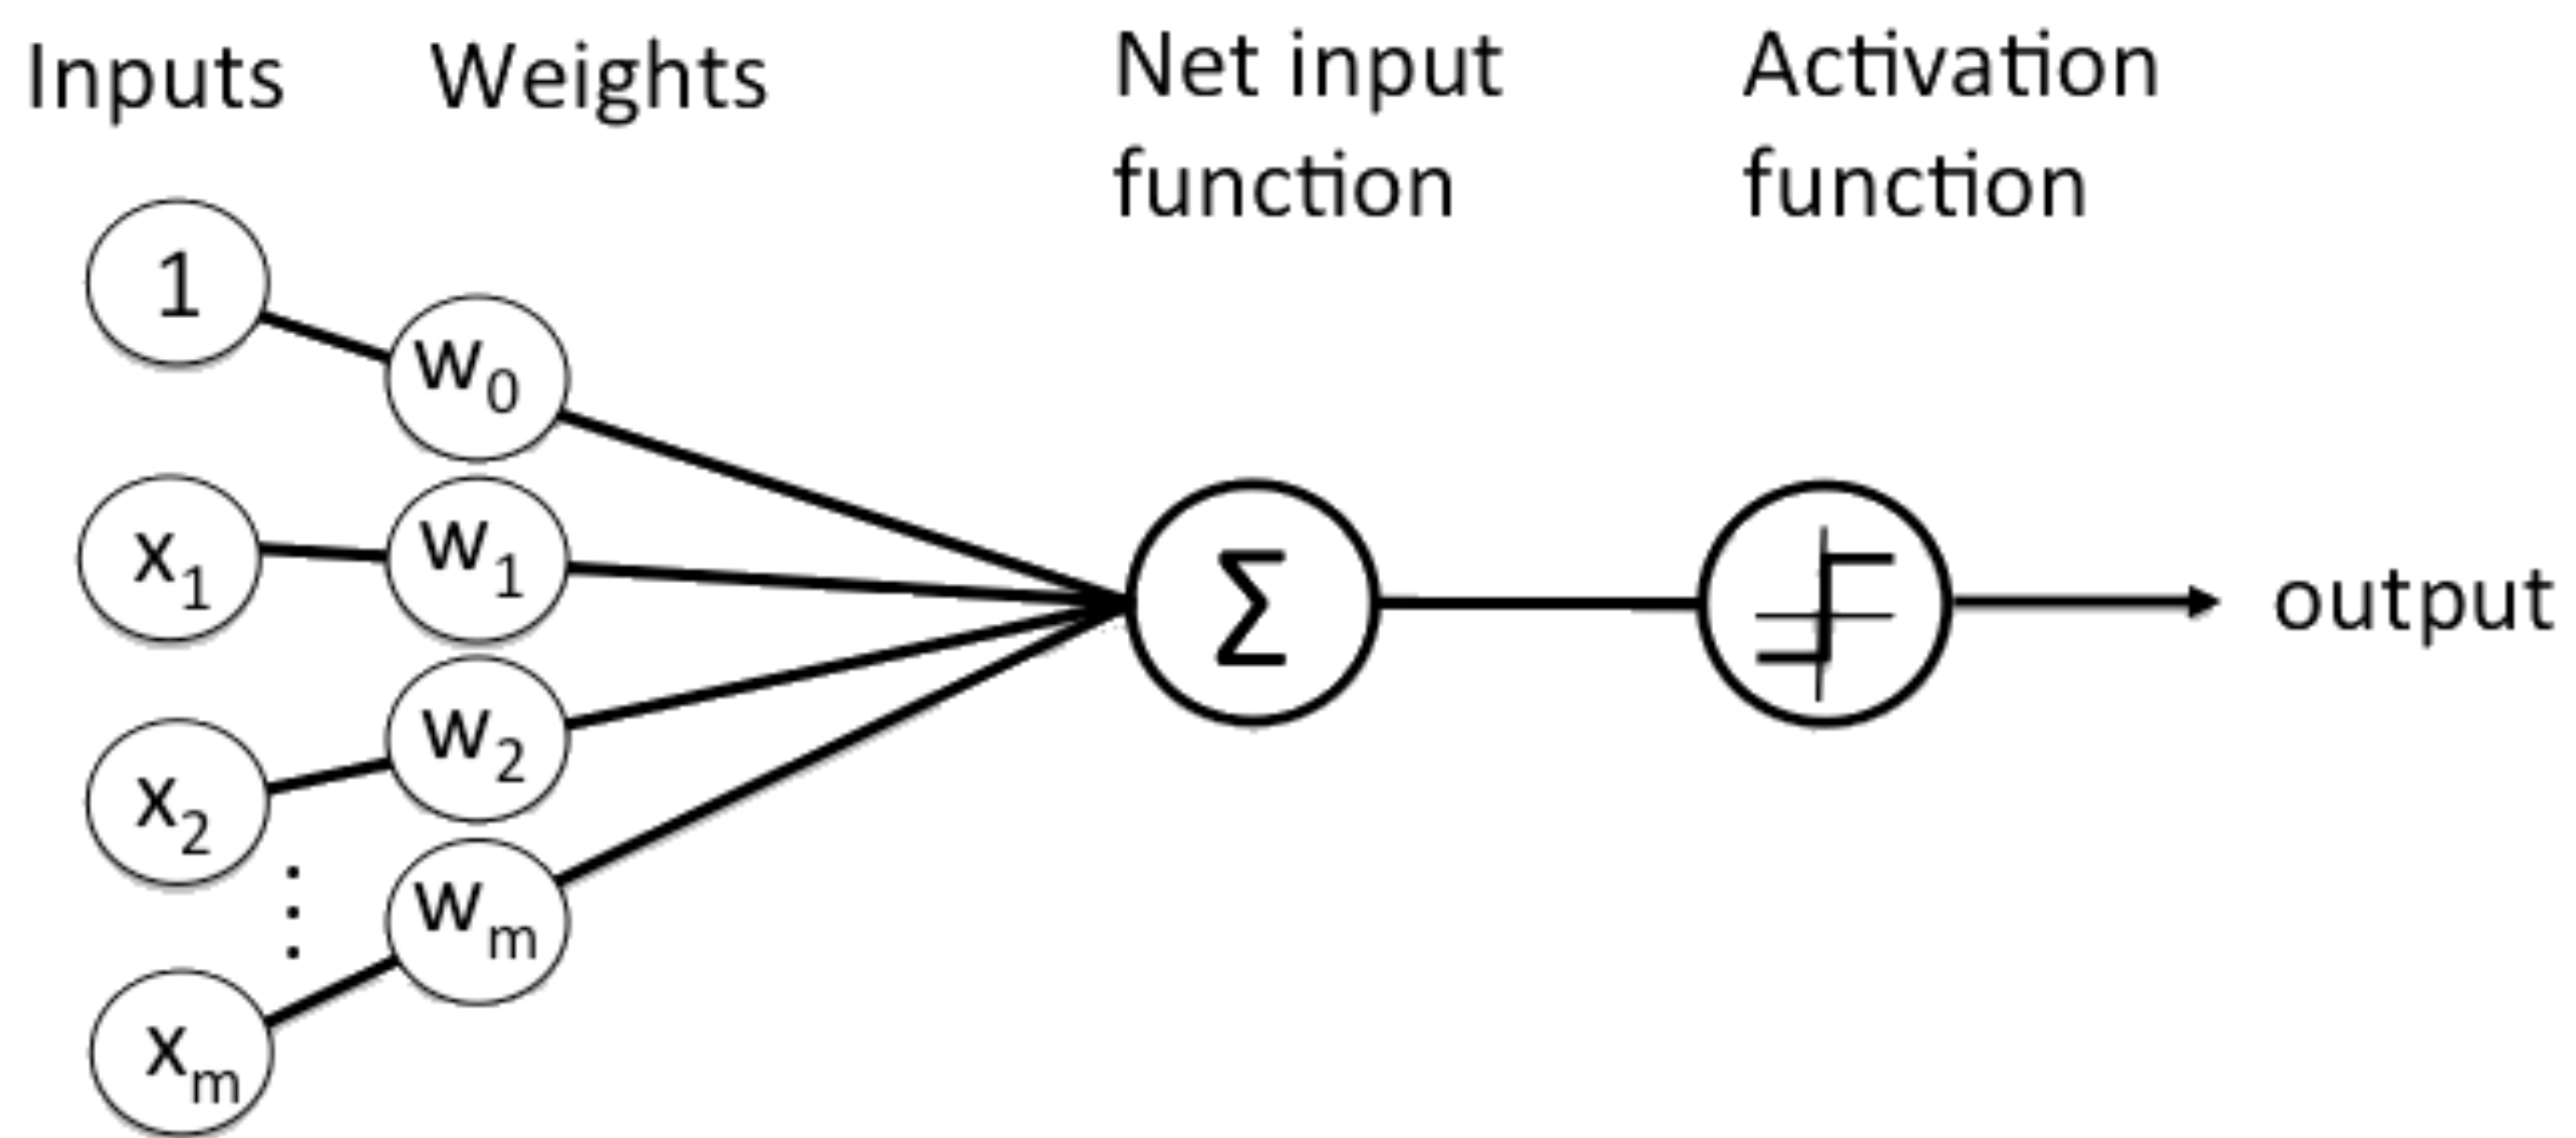 Inputs
Weights
Net input
function
Activation
function
1
w₀
x₁
w₁
x₂
w₂
⋮
xₘ
wₘ
Σ
output